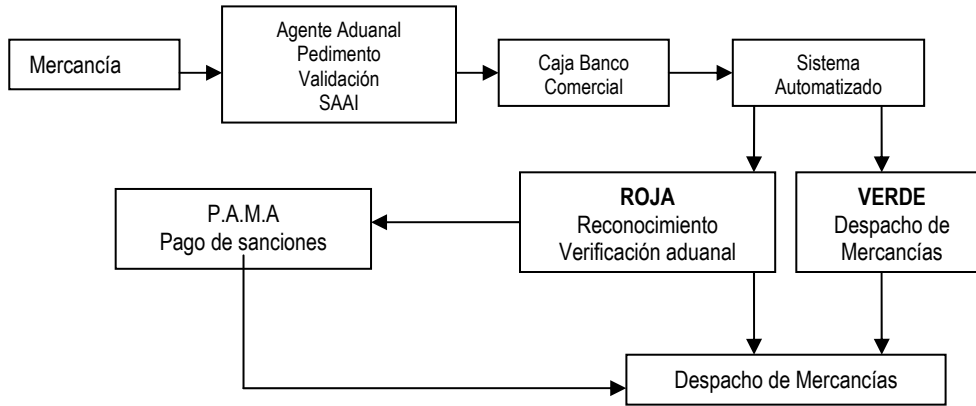 Mercancía
Agente Aduanal
Pedimento
Validación
SAAI
Caja Banco
Comercial
Sistema
Automatizado
P.A.M.A
Pago de sanciones
ROJA
Reconocimiento
Verificación aduanal
VERDE
Despacho de
Mercancías
Despacho de Mercancías